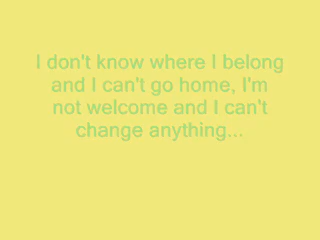 I don't know where I belong
and I can't go home, I'm
not welcome and I can't
change anything...